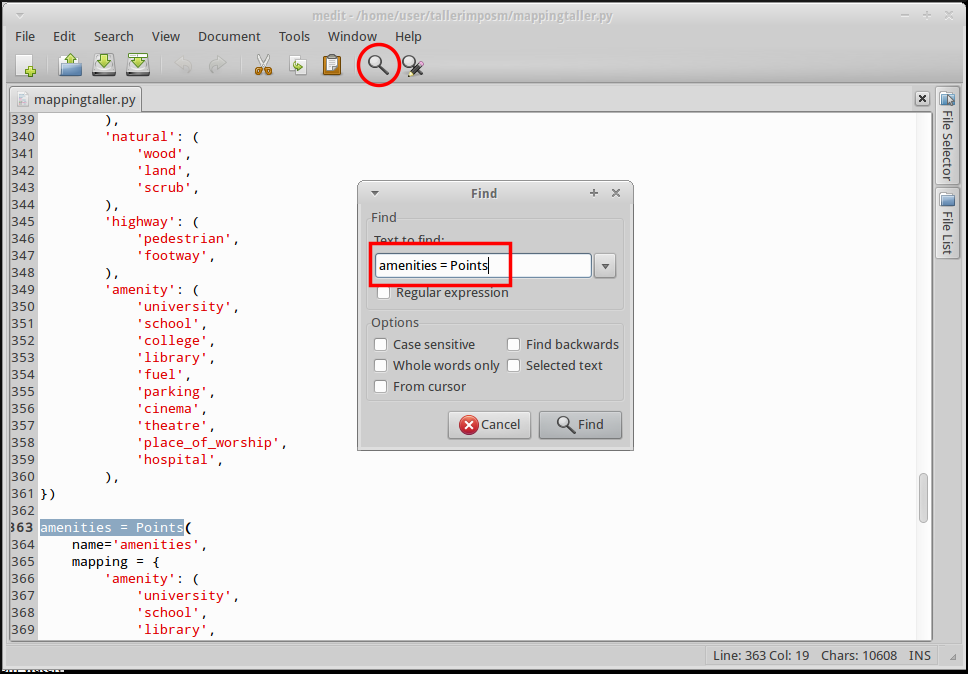 medit - /home/user/tallerimposm/mappingtaller.py
File Edit Search View Document Tools Window Help
mappingtaller.py
File Selector
File List
339 ),
340 'natural': (
341 'wood',
342 'land',
343 'scrub',
344 ),
345 'highway': (
346 'pedestrian',
347 'footway',
348 ),
349 'amenity': (
350 'university',
351 'school',
352 'college',
353 'library',
354 'fuel',
355 'parking',
356 'cinema',
357 'theatre',
358 'place_of_worship',
359 'hospital',
360 ),
361 })
362
363 amenities = Points(
364 name='amenities',
365 mapping = {
366 'amenity': (
367 'university',
368 'school',
369 'library',
Find
Find
Text to find:
amenities = Points
Regular expression
Options
Case sensitive Find backwards
Whole words only Selected text
From cursor
Cancel Find
Line: 363 Col: 19 Chars: 10608 INS